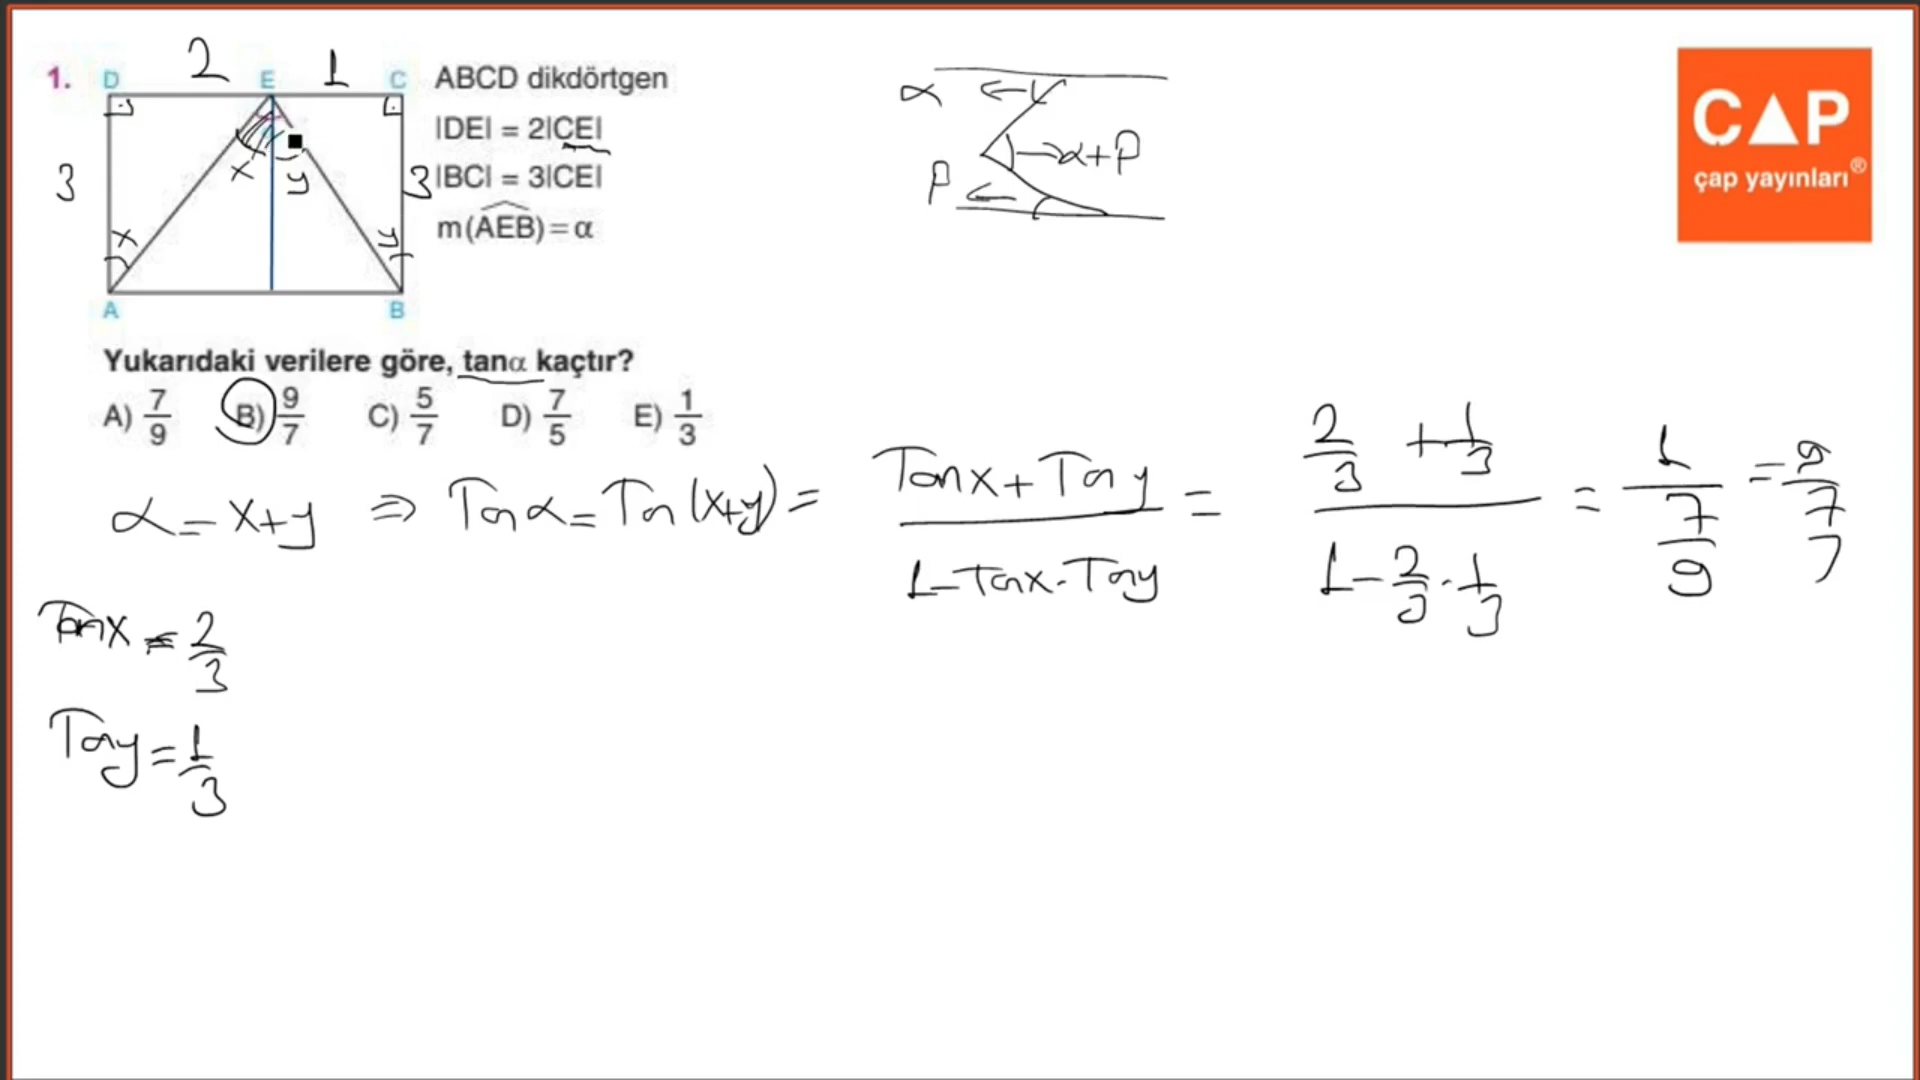 2 1
1. D E C ABCD dikdörtgen
|DE| = 2|CE|
3 x y 3 |BC| = 3|CE|
m(AEB) = α
x y
A B
α
α+β
β
CAP
çap yayınları®
Yukarıdaki verilere göre, tanα kaçtır?
A) 7/9 B) 9/7 C) 5/7 D) 7/5 E) 1/3
α = x+y ⇒ Tan α = Tan (x+y) = (Tanx + Tany)/(1 - Tanx · Tany) = (2/3 + 1/3)/(1 - 2/3 · 1/3) = 1/(7/9) = 9/7
Tanx = 2/3
Tany = 1/3